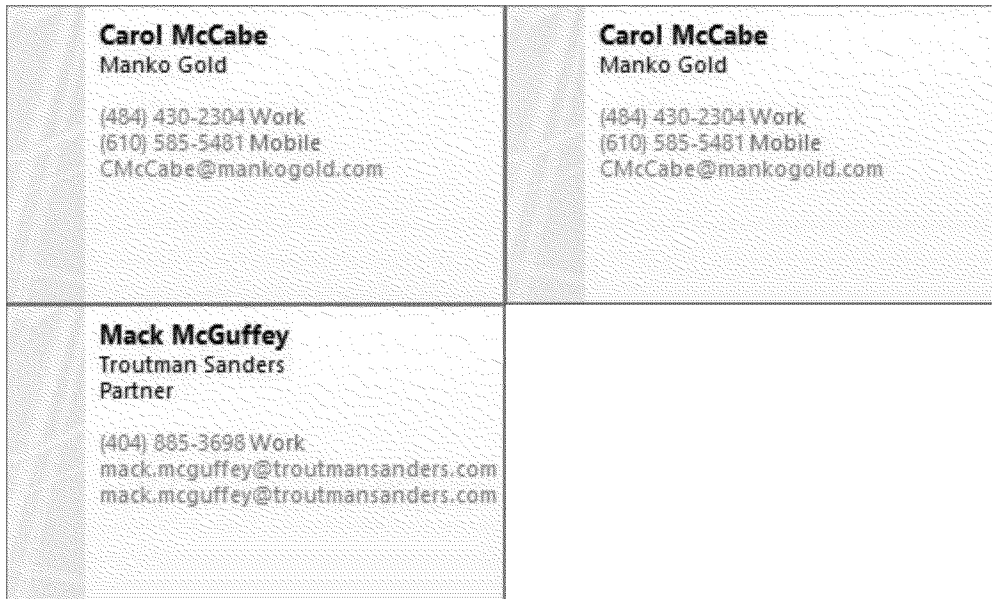 Carol McCabe
Manko Gold
(484) 430-2304 Work
(610) 585-5481 Mobile
CMcCabe@mankogold.com
Carol McCabe
Manko Gold
(484) 430-2304 Work
(610) 585-5481 Mobile
CMcCabe@mankogold.com
Mack McGuffey
Troutman Sanders
Partner
(404) 885-3698 Work
mack.mcguffey@troutmansanders.com
mack.mcguffey@troutmansanders.com